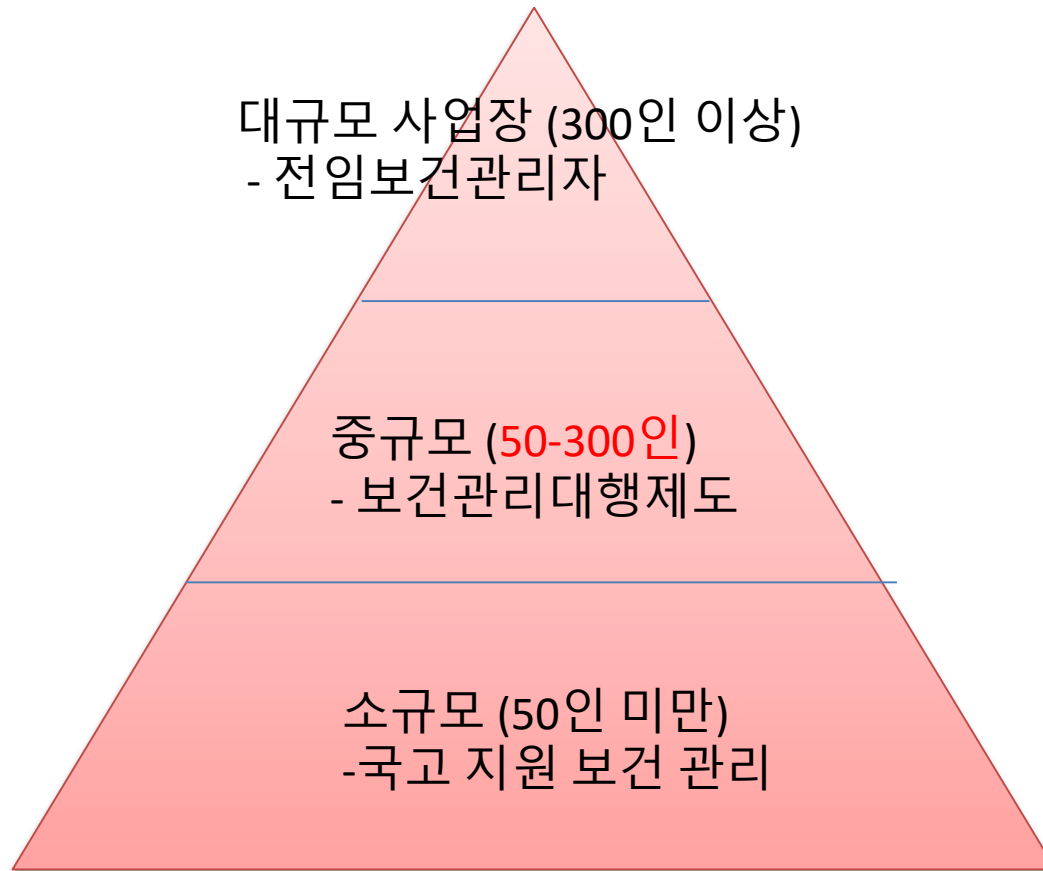 대규모 사업장 (300인 이상)
- 전임보건관리자
중규모 (50-300인)
- 보건관리대행제도
소규모 (50인 미만)
-국고 지원 보건 관리